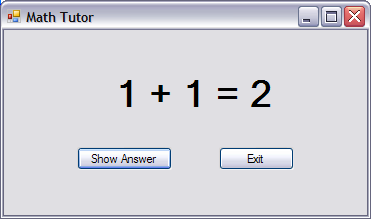 Math Tutor
1 + 1 = 2
Show Answer Exit